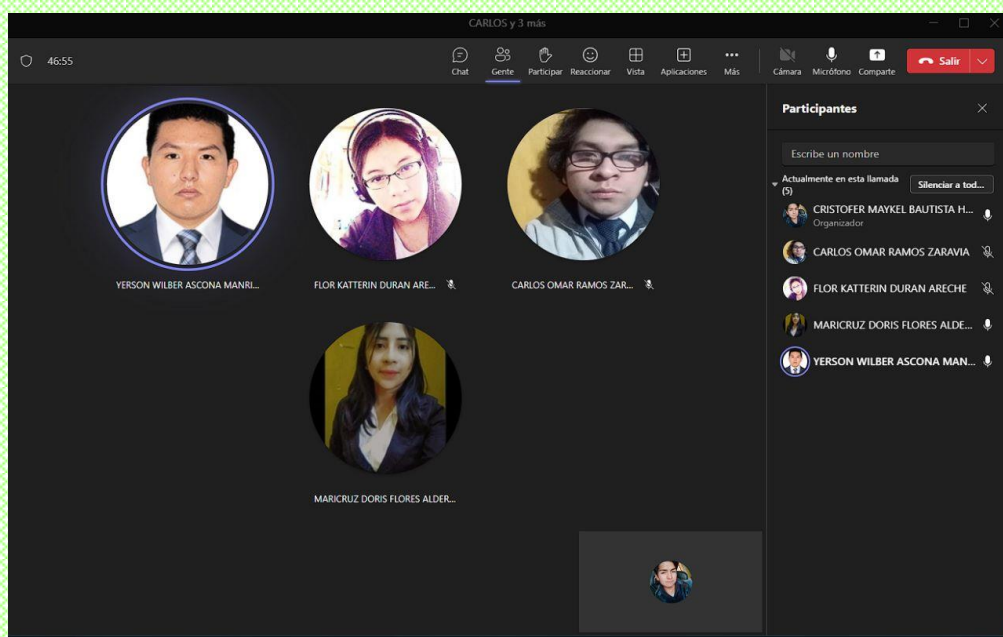 CARLOS y 3 más
46:55
Chat Gente Participar Reaccionar Vista Aplicaciones Más Cámara Micrófono Comparte Salir
Participantes
Escribe un nombre
Actualmente en esta llamada
(5)
Silenciar a tod...
CRISTOFER MAYKEL BAUTISTA H...
Organizador
CARLOS OMAR RAMOS ZARAVIA
FLOR KATTERIN DURAN ARECHE
MARICRUZ DORIS FLORES ALDE...
YERSON WILBER ASCONA MAN...
YERSON WILBER ASCONA MANRI...
FLOR KATTERIN DURAN ARE...
CARLOS OMAR RAMOS ZAR...
MARICRUZ DORIS FLORES ALDER...